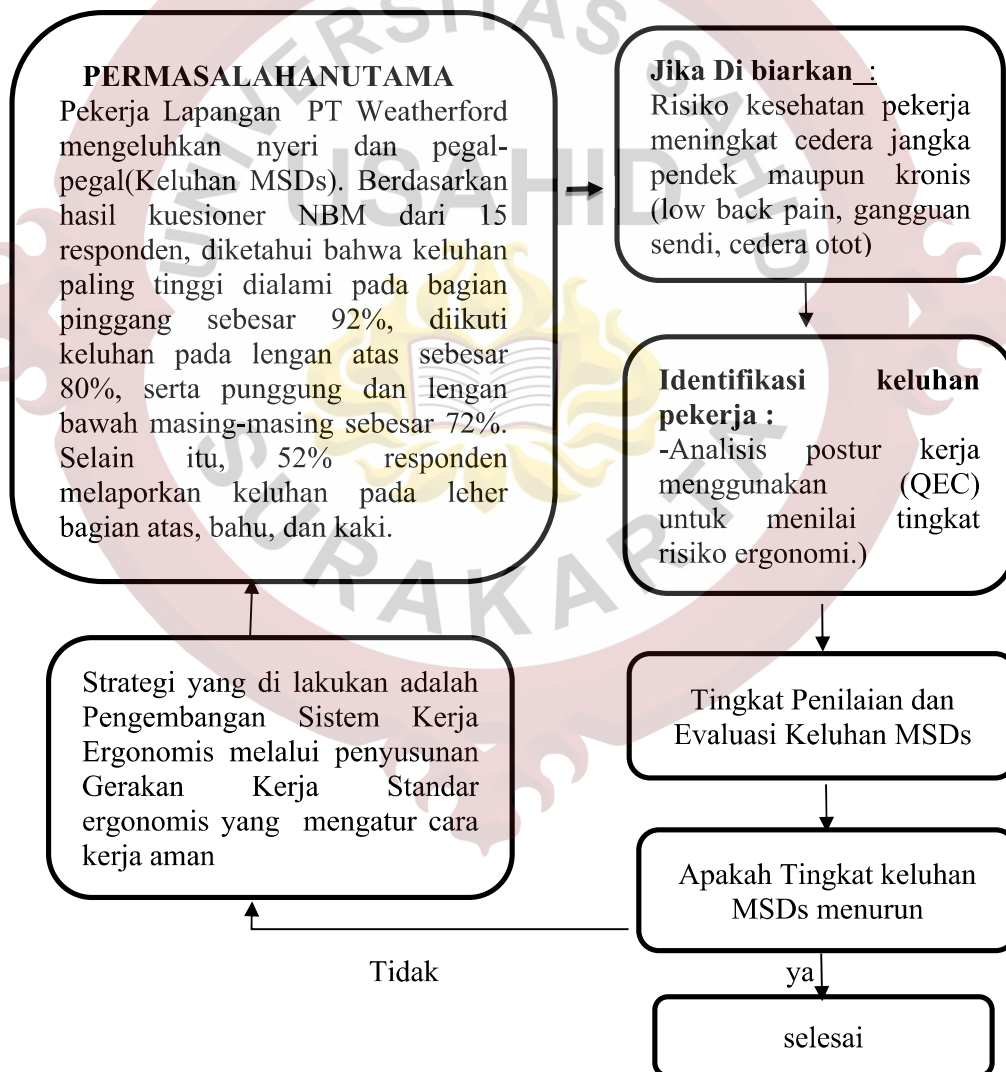 PERMASALAHANUTAMA
Pekerja Lapangan PT Weatherford
mengeluhkan nyeri dan pegal-
pegal(Keluhan MSDs). Berdasarkan
hasil kuesioner NBM dari 15
responden, diketahui bahwa keluhan
paling tinggi dialami pada bagian
pinggang sebesar 92%, diikuti
keluhan pada lengan atas sebesar
80%, serta punggung dan lengan
bawah masing-masing sebesar 72%.
Selain itu, 52% responden
melaporkan keluhan pada leher
bagian atas, bahu, dan kaki.
Jika Di biarkan :
Risiko kesehatan pekerja
meningkat cedera jangka
pendek maupun kronis
(low back pain, gangguan
sendi, cedera otot)
Identifikasi keluhan
pekerja :
-Analisis postur kerja
menggunakan (QEC)
untuk menilai tingkat
risiko ergonomi.)
Tingkat Penilaian dan
Evaluasi Keluhan MSDs
Apakah Tingkat keluhan
MSDs menurun
Tidak
ya
selesai
Strategi yang di lakukan adalah
Pengembangan Sistem Kerja
Ergonomis melalui penyusunan
Gerakan Kerja Standar
ergonomis yang mengatur cara
kerja aman
UNIVERSITAS SAHID
USAHID
SURAKARTA